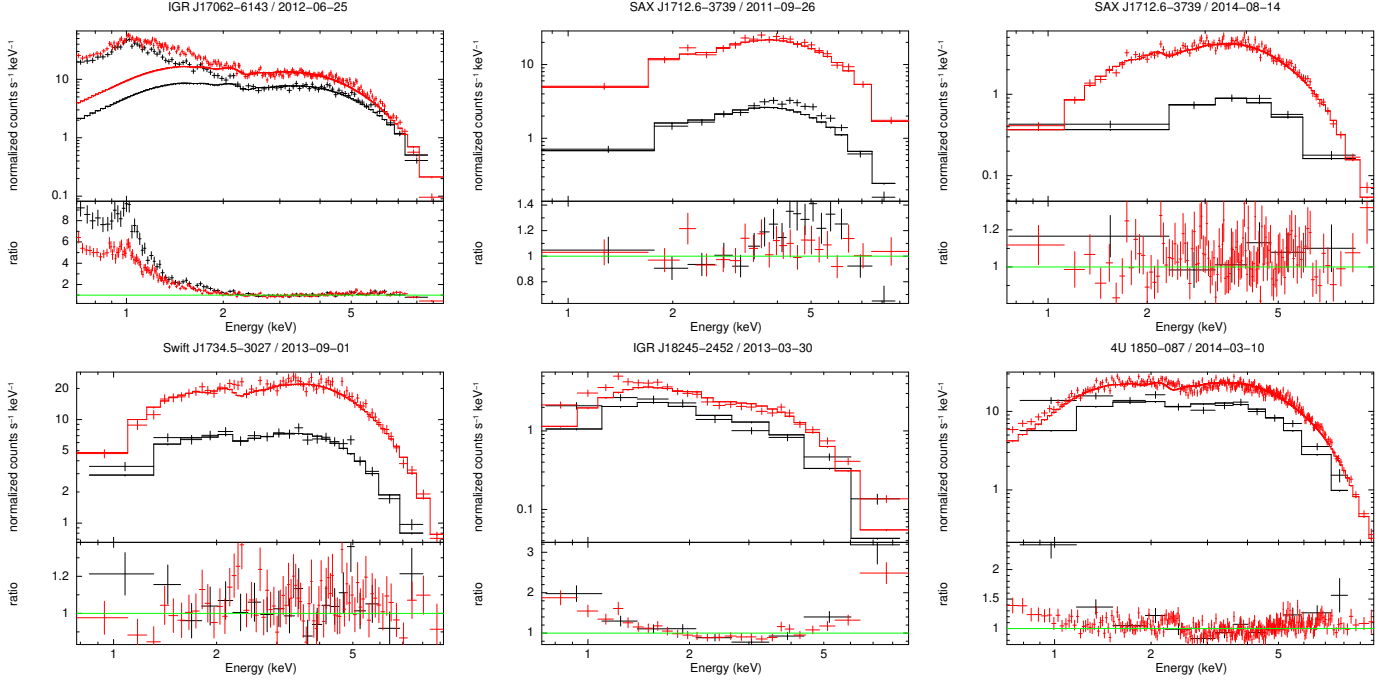 IGR J17062−6143 / 2012−06−25
normalized counts s⁻¹ keV⁻¹
10
1
0.1
ratio
8
6
4
2
1 2 5
Energy (keV)
SAX J1712.6−3739 / 2011−09−26
normalized counts s⁻¹ keV⁻¹
10
1
ratio
1.4
1.2
1
0.8
1 2 5
Energy (keV)
SAX J1712.6−3739 / 2014−08−14
normalized counts s⁻¹ keV⁻¹
1
0.1
ratio
1.2
1
1 2 5
Energy (keV)
Swift J1734.5−3027 / 2013−09−01
normalized counts s⁻¹ keV⁻¹
20
10
5
2
1
ratio
1.2
1
1 2 5
Energy (keV)
IGR J18245−2452 / 2013−03−30
normalized counts s⁻¹ keV⁻¹
1
0.1
ratio
3
2
1
1 2 5
Energy (keV)
4U 1850−087 / 2014−03−10
normalized counts s⁻¹ keV⁻¹
10
1
ratio
2
1.5
1
1 2 5
Energy (keV)